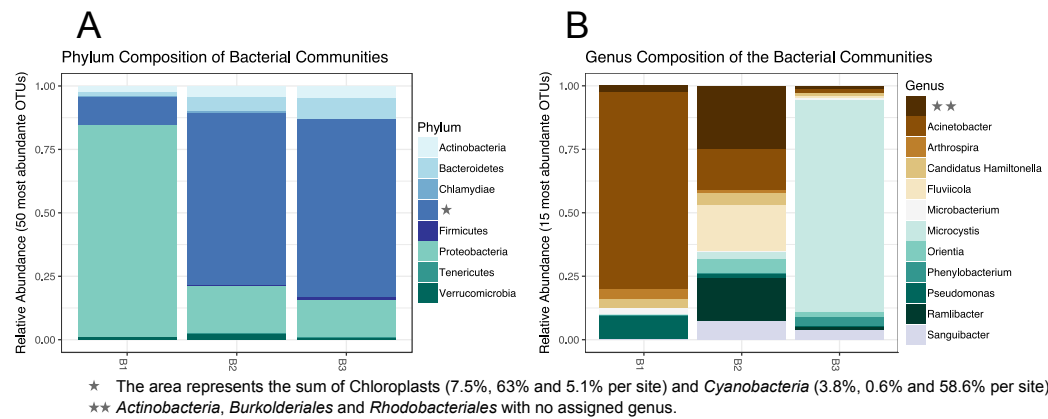 A
Phylum Composition of Bacterial Communities
Relative Abundance (50 most abundante OTUs)
1.00
0.75
0.50
0.25
0.00
B1
B2
B3
Phylum
Actinobacteria
Bacteroidetes
Chlamydiae
★
Firmicutes
Proteobacteria
Tenericutes
Verrucomicrobia
B
Genus Composition of the Bacterial Communities
Relative Abundance (15 most abundante OTUs)
1.00
0.75
0.50
0.25
0.00
B1
B2
B3
Genus
★★
Acinetobacter
Arthrospira
Candidatus Hamiltonella
Fluviicola
Microbacterium
Microcystis
Orientia
Phenylobacterium
Pseudomonas
Ramlibacter
Sanguibacter
★ The area represents the sum of Chloroplasts (7.5%, 63% and 5.1% per site) and Cyanobacteria (3.8%, 0.6% and 58.6% per site)
★★ Actinobacteria, Burkolderiales and Rhodobacteriales with no assigned genus.